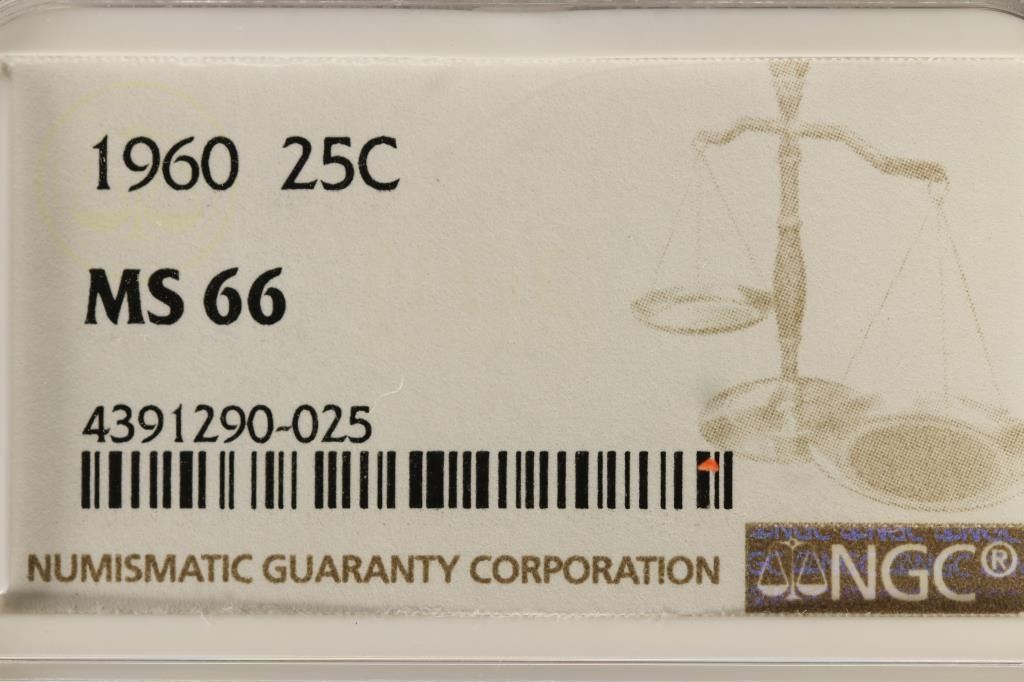 1960 25C
MS 66
4391290-025
NUMISMATIC GUARANTY CORPORATION
NGC®